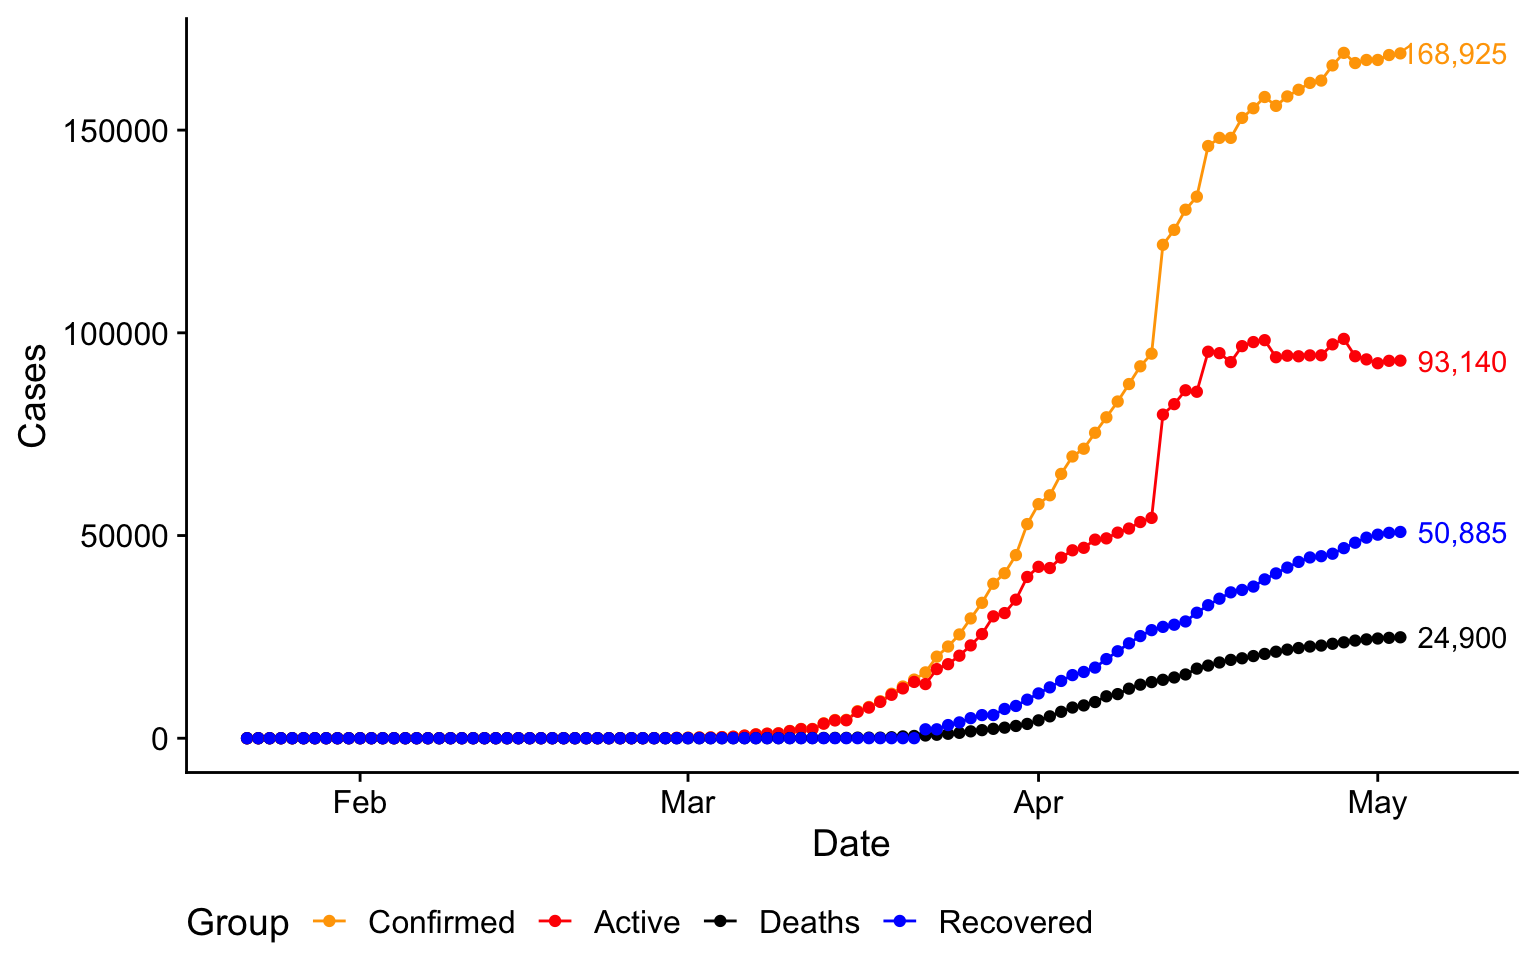 168,925
150000
100000
93,140
Cases
50000
50,885
24,900
0
Feb Mar Apr May
Date
Group Confirmed Active Deaths Recovered